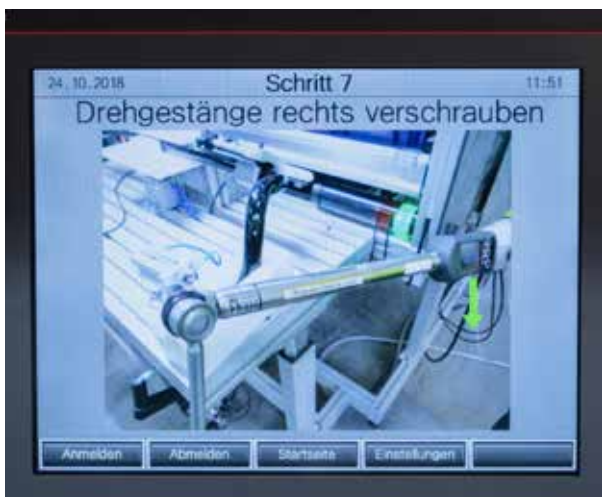 24.10.2018 Schritt 7 11:51
Drehgestänge rechts verschrauben
Anmelden Abmelden Startseite Einstellungen